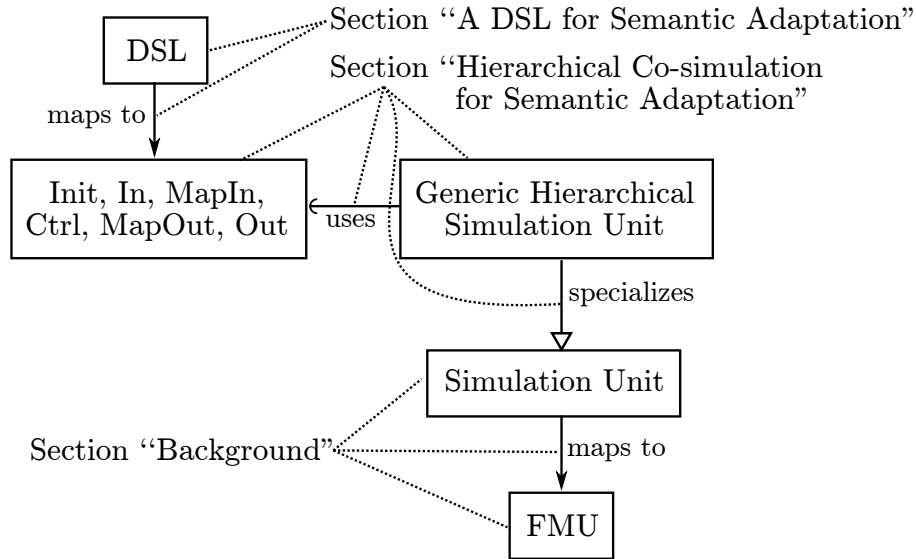 Section ‘‘A DSL for Semantic Adaptation”
DSL
Section ‘‘Hierarchical Co-simulation
for Semantic Adaptation”
maps to
Init, In, MapIn,
Ctrl, MapOut, Out
uses
Generic Hierarchical
Simulation Unit
specializes
Simulation Unit
Section ‘‘Background”
maps to
FMU